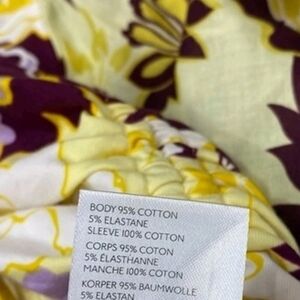 BODY 95% COTTON
5% ELASTANE
SLEEVE 100% COTTON
CORPS 95% COTON
5% ÉLASTHANNE
MANCHE 100% COTON
KÖRPER 95% BAUMWOLLE
5% ELASTAN